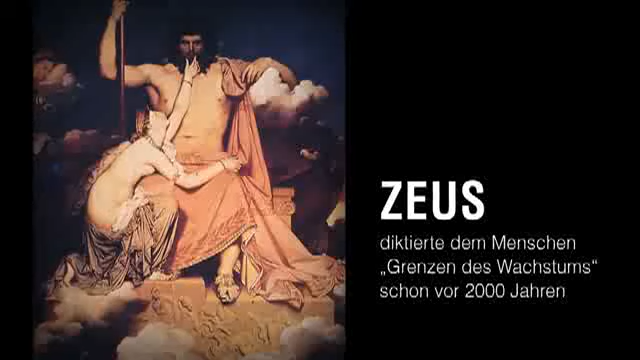 ZEUS
diktierte dem Menschen
„Grenzen des Wachstums“
schon vor 2000 Jahren